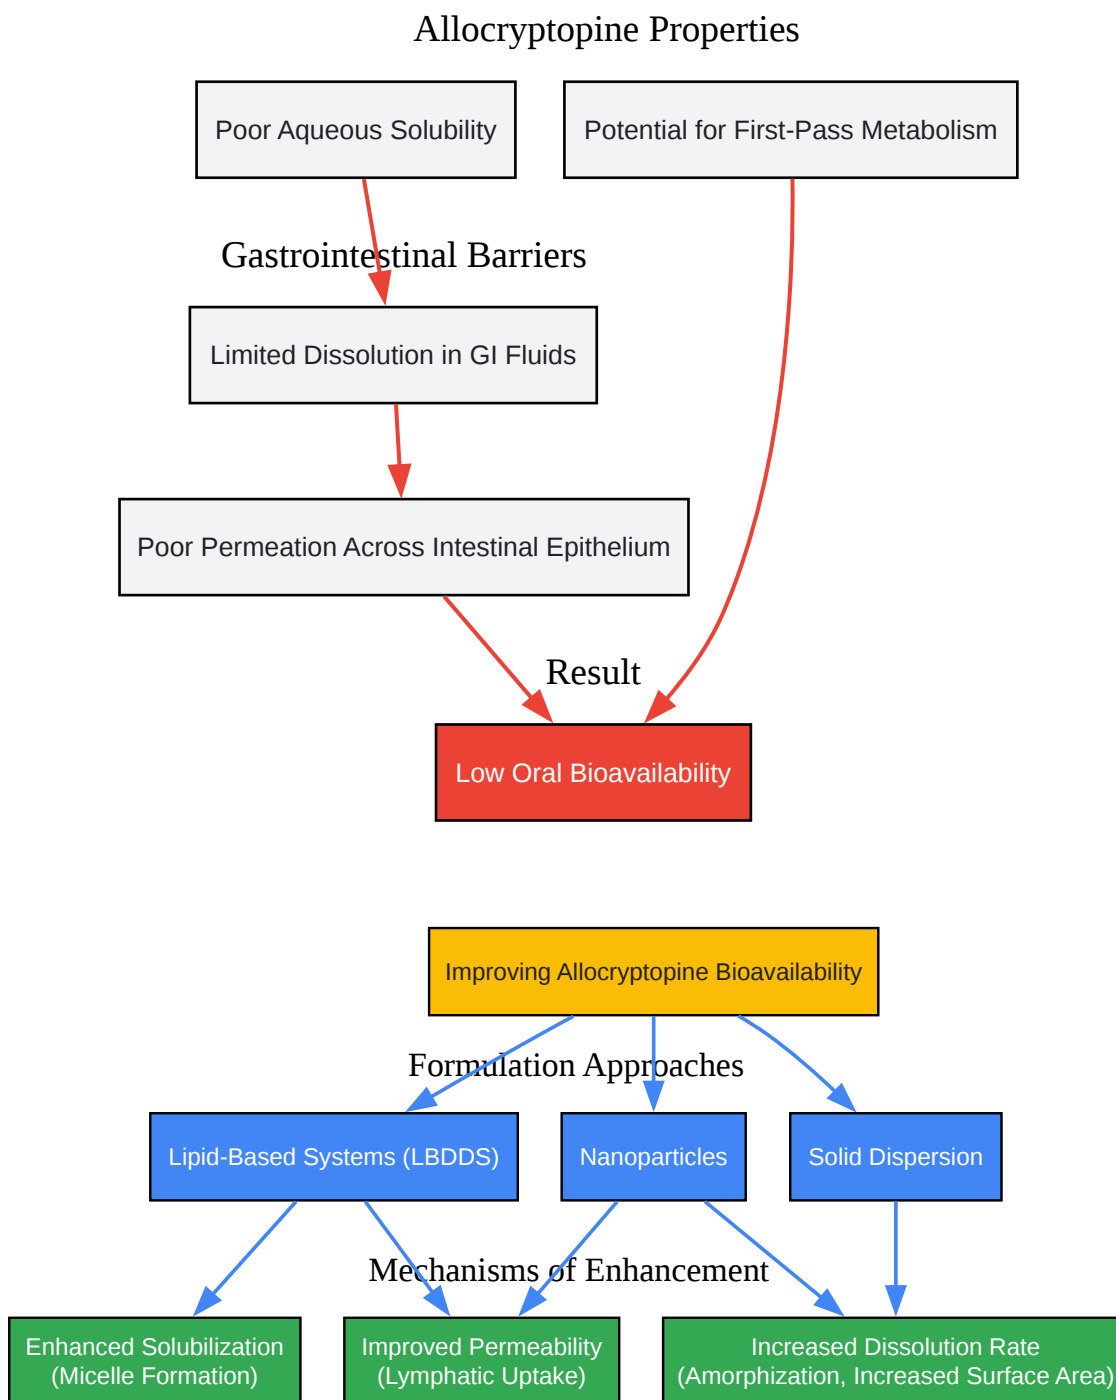 Allocryptopine Properties
Poor Aqueous Solubility
Potential for First-Pass Metabolism
Gastrointestinal Barriers
Limited Dissolution in GI Fluids
Poor Permeation Across Intestinal Epithelium
Result
Low Oral Bioavailability
Improving Allocryptopine Bioavailability
Formulation Approaches
Lipid-Based Systems (LBDDS)
Nanoparticles
Solid Dispersion
Mechanisms of Enhancement
Enhanced Solubilization
(Micelle Formation)
Improved Permeability
(Lymphatic Uptake)
Increased Dissolution Rate
(Amorphization, Increased Surface Area)